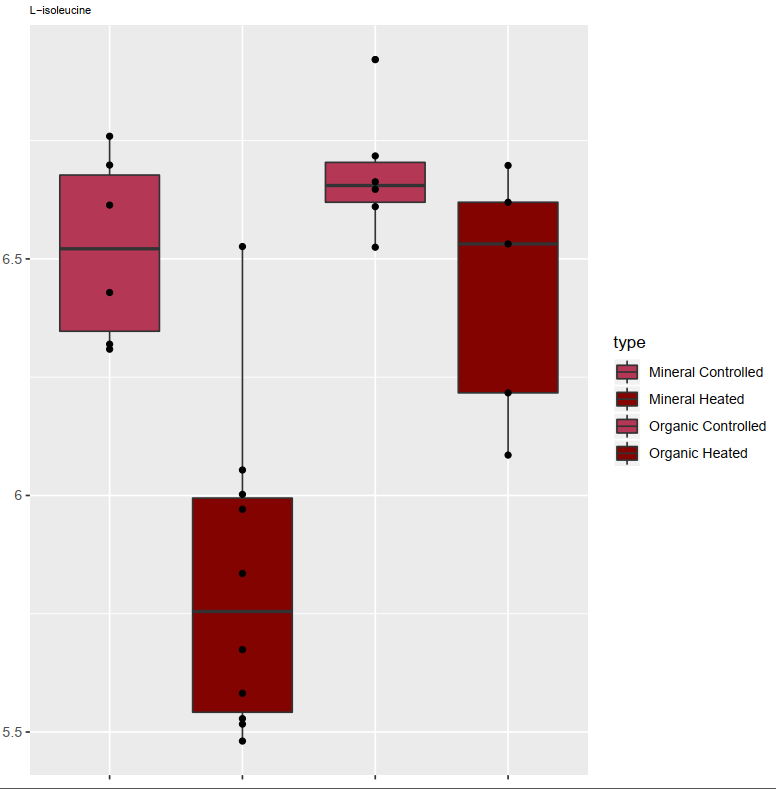 L−isoleucine
6.5
6
5.5
type
Mineral Controlled
Mineral Heated
Organic Controlled
Organic Heated